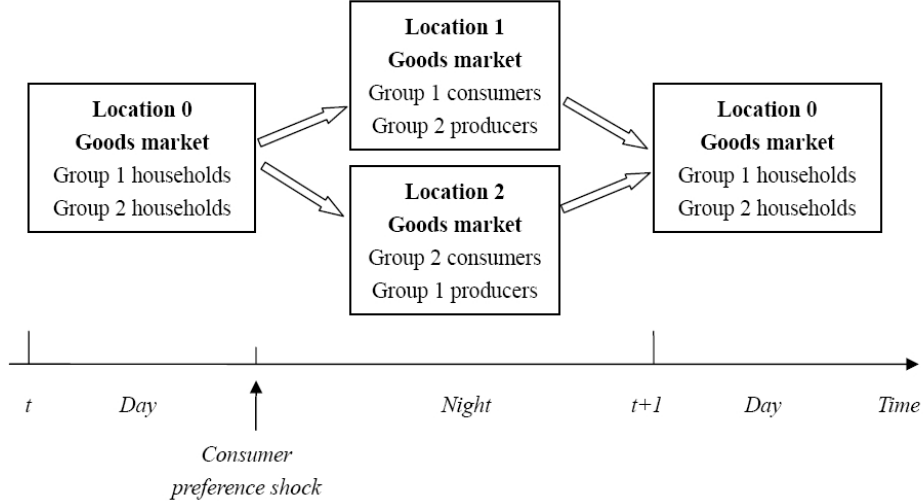 Location 0
Goods market
Group 1 households
Group 2 households
Location 1
Goods market
Group 1 consumers
Group 2 producers
Location 2
Goods market
Group 2 consumers
Group 1 producers
Location 0
Goods market
Group 1 households
Group 2 households
t
Day
Night
t+1
Day
Time
Consumer
preference shock